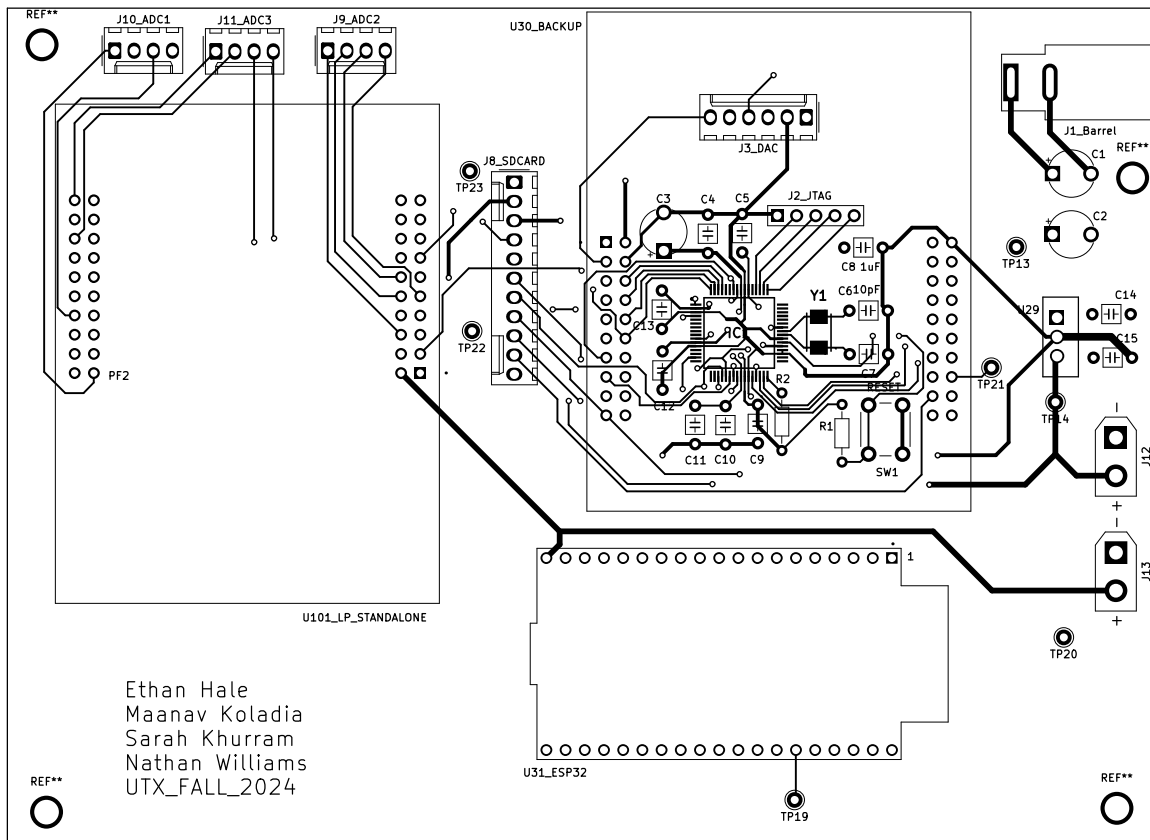 REF**
J10_ADC1
J11_ADC3
J9_ADC2
U30_BACKUP
J1_Barrel
REF**
J3_DAC
J8_SDCARD
TP23
C1
C3
C4
C5
J2_JTAG
C2
TP13
C8 1uF
C6 10pF
Y1
C14
U29
C13
IC
C15
TP22
C7
PF2
C12
R2
RESET
TP21
TP14
R1
C11
C10
C9
SW1
J12
1
J13
U101_LP_STANDALONE
TP20
Ethan Hale
Maanav Koladia
Sarah Khurram
Nathan Williams
UTX_FALL_2024
U31_ESP32
REF**
REF**
TP19